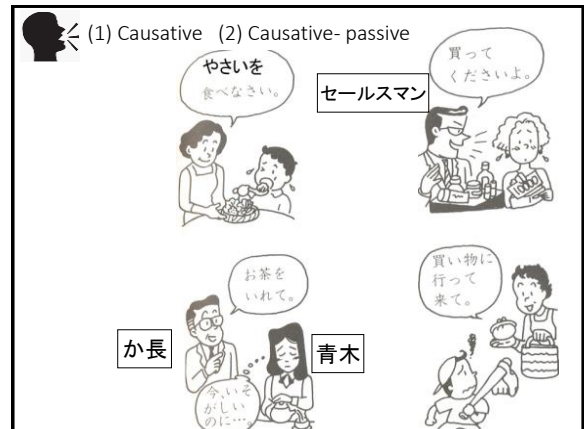 (1) Causative (2) Causative- passive
やさいを
食べなさい。
セールスマン
買って
くださいよ。
お茶を
いれて。
か長
青木
今、いそ
がしい
のに…。
買い物に
行って
来て。